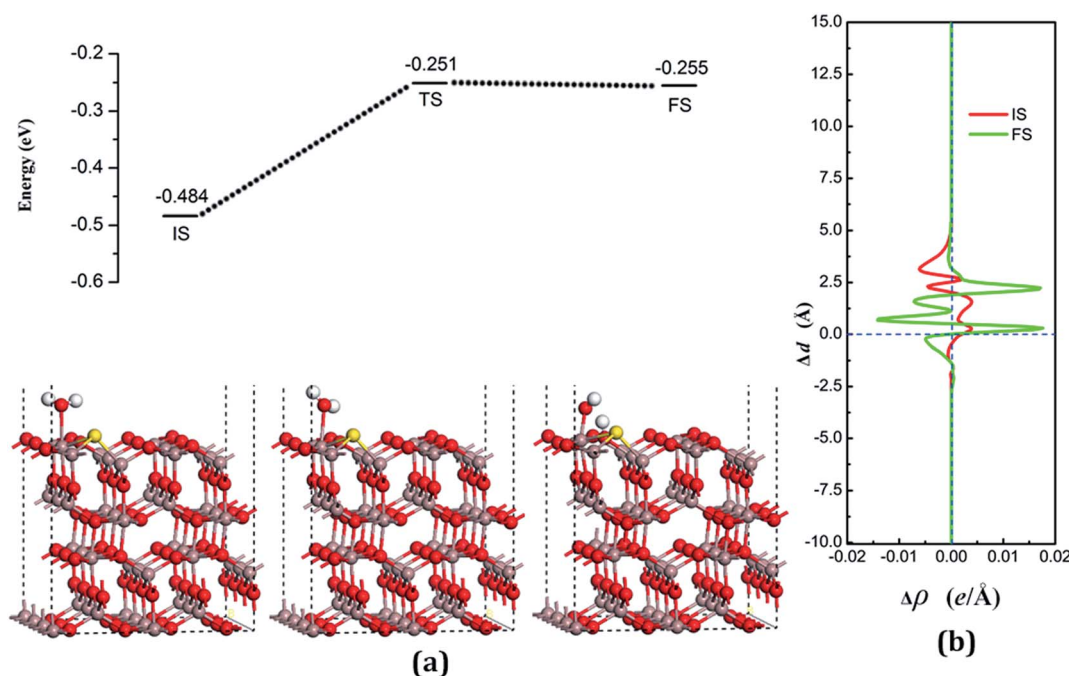 -0.2
-0.3
-0.4
-0.5
-0.6
Energy (eV)
-0.484
IS
-0.251
TS
-0.255
FS
(a)
15.0
12.5
10.0
7.5
5.0
2.5
0.0
-2.5
-5.0
-7.5
-10.0
Δd (Å)
IS
FS
-0.02 -0.01 0.00 0.01 0.02
Δρ (e/Å)
(b)